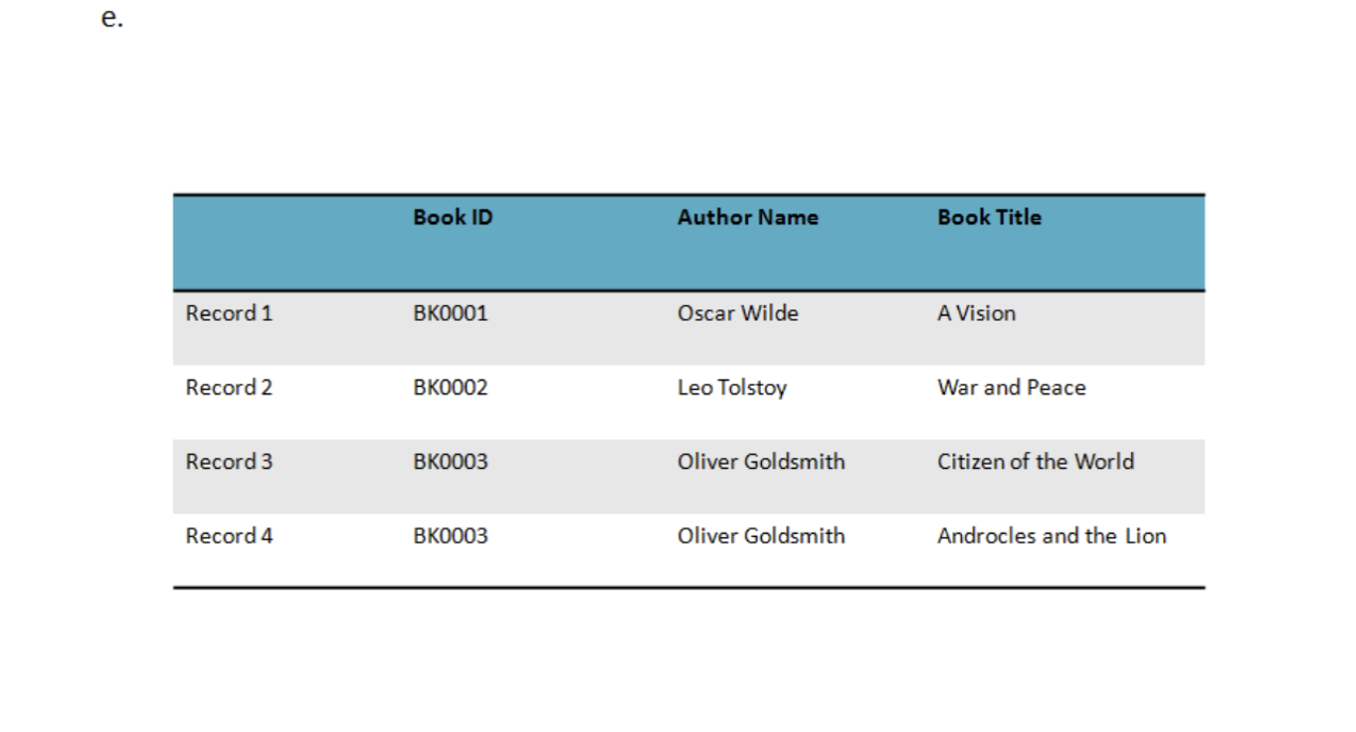 e.
Book ID Author Name Book Title
Record 1 BK0001 Oscar Wilde A Vision
Record 2 BK0002 Leo Tolstoy War and Peace
Record 3 BK0003 Oliver Goldsmith Citizen of the World
Record 4 BK0003 Oliver Goldsmith Androcles and the Lion